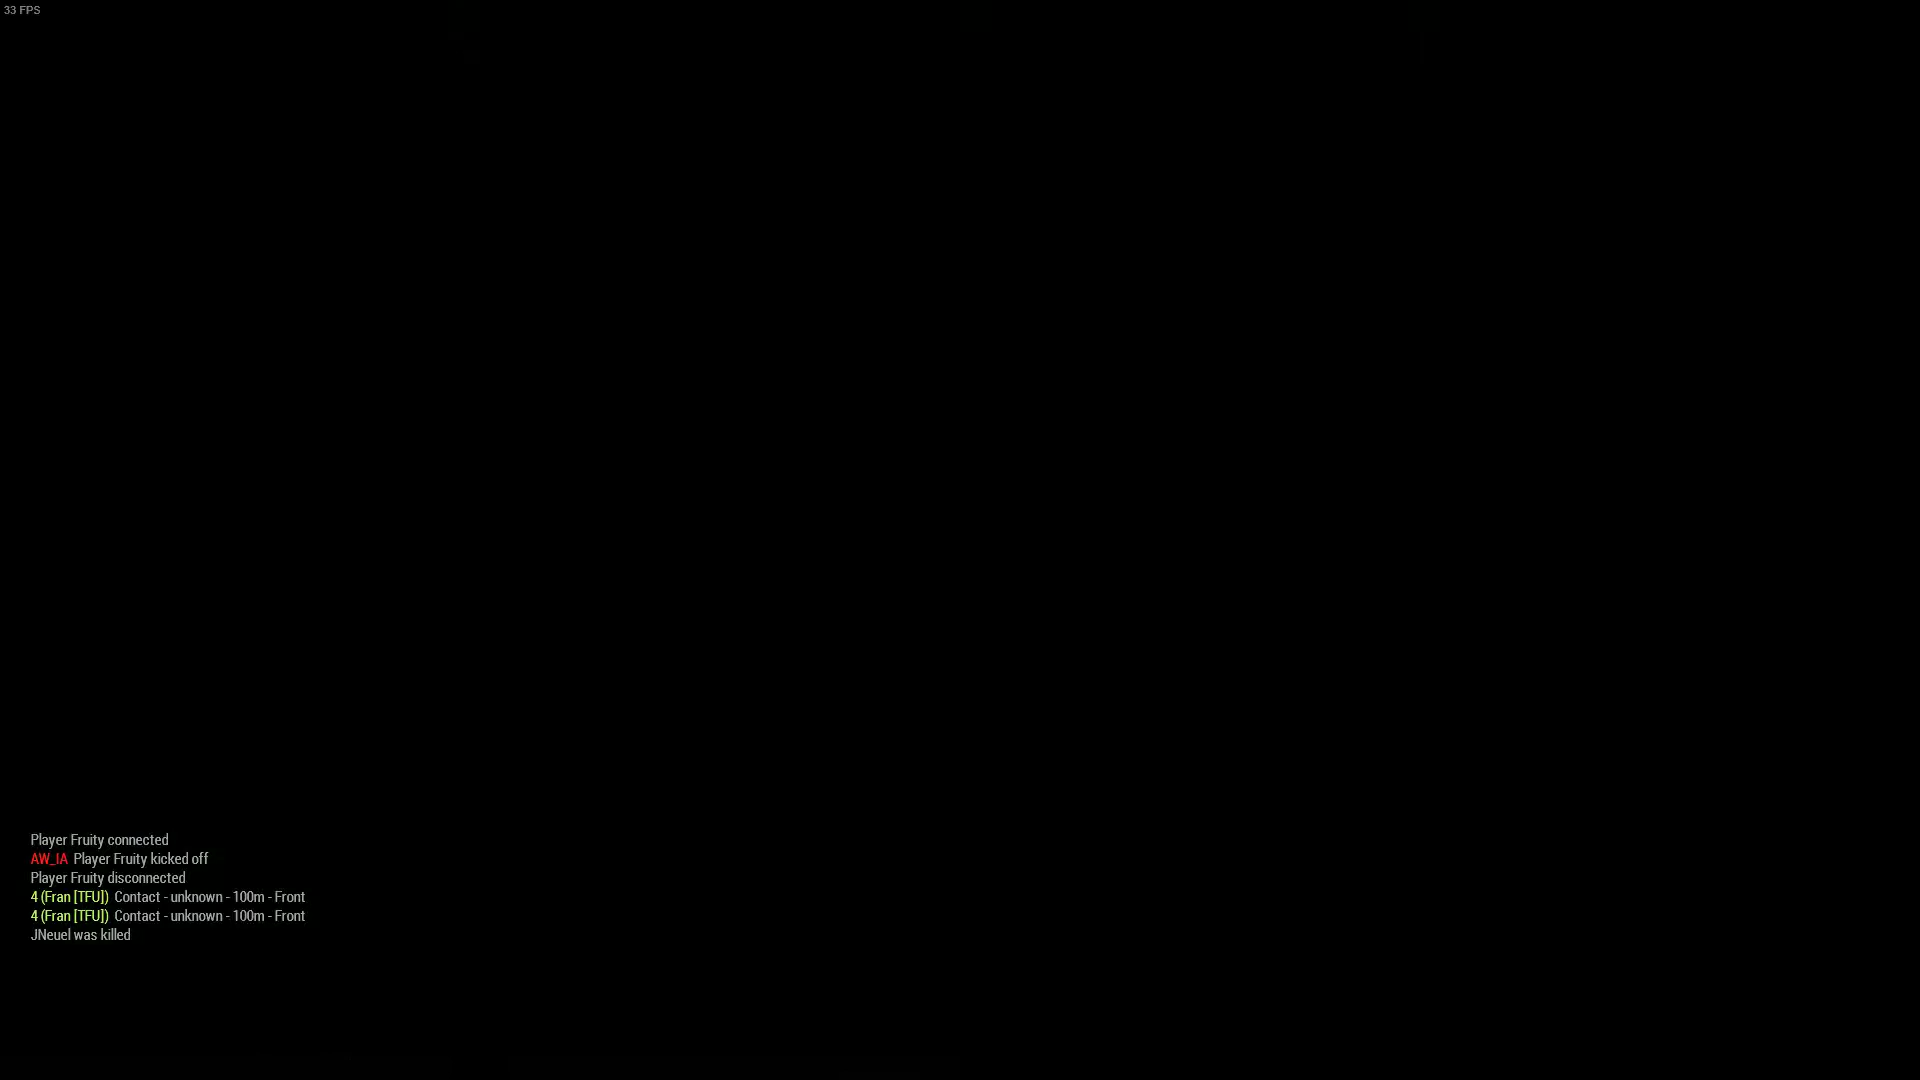 33 FPS
Player Fruity connected
AW_IA Player Fruity kicked off
Player Fruity disconnected
4 (Fran [TFU]) Contact - unknown - 100m - Front
4 (Fran [TFU]) Contact - unknown - 100m - Front
JNeuel was killed